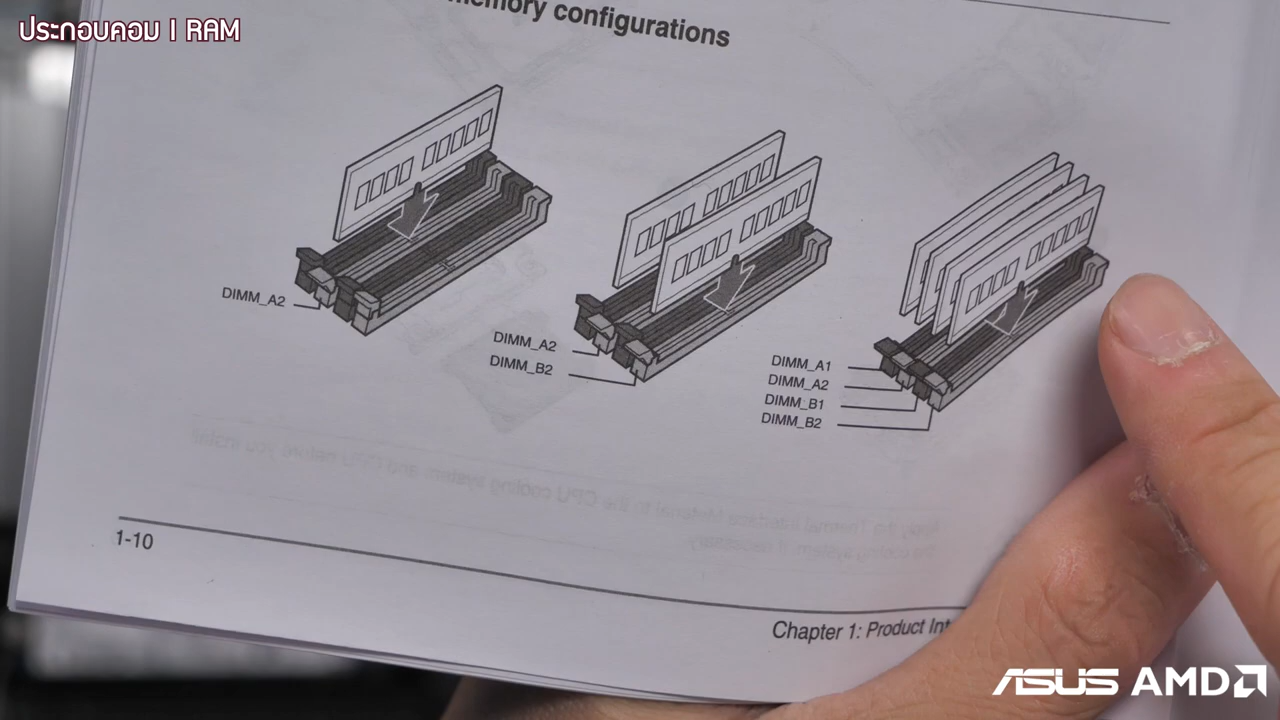 ประกอบคอม | RAM
memory configurations
DIMM_A2
DIMM_A2
DIMM_B2
DIMM_A1
DIMM_A2
DIMM_B1
DIMM_B2
1-10
Chapter 1: Product Int
ASUS AMD